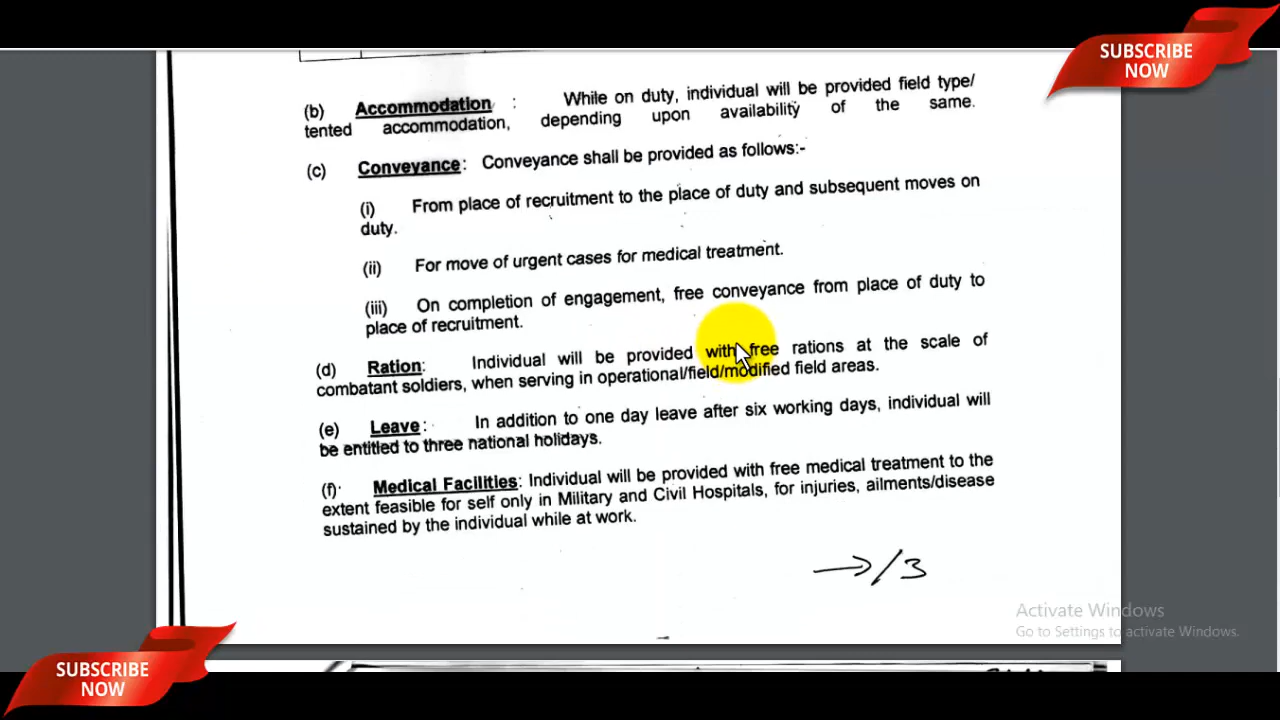 SUBSCRIBE
NOW
(b) Accommodation : While on duty, individual will be provided field type/
tented accommodation, depending upon availability of the same.
(c) Conveyance: Conveyance shall be provided as follows:-
(i) From place of recruitment to the place of duty and subsequent moves on
duty.
(ii) For move of urgent cases for medical treatment.
(iii) On completion of engagement, free conveyance from place of duty to
place of recruitment.
(d) Ration: Individual will be provided with free rations at the scale of
combatant soldiers, when serving in operational/field/modified field areas.
(e) Leave: In addition to one day leave after six working days, individual will
be entitled to three national holidays.
(f) Medical Facilities: Individual will be provided with free medical treatment to the
extent feasible for self only in Military and Civil Hospitals, for injuries, ailments/disease
sustained by the individual while at work.
→/3
Activate Windows
Go to Settings to activate Windows.
SUBSCRIBE
NOW